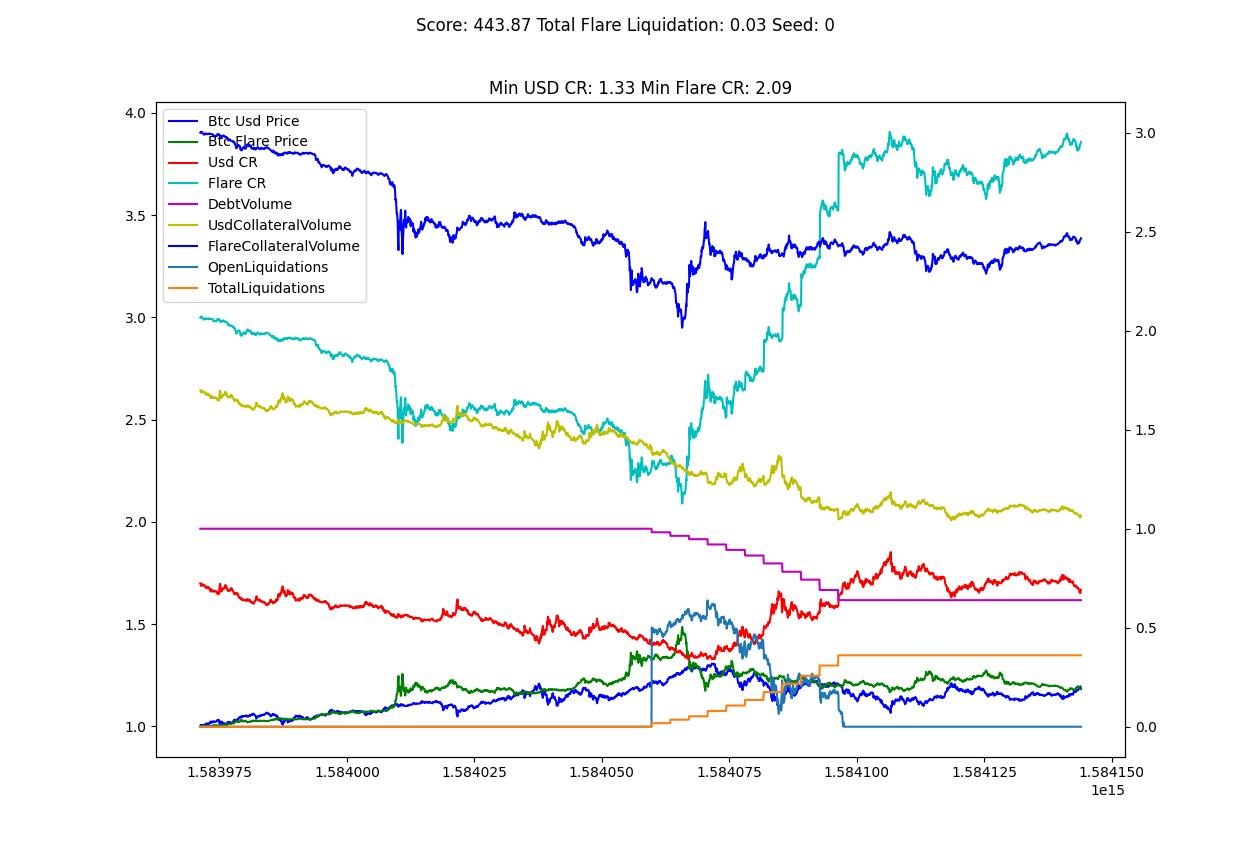 Score: 443.87 Total Flare Liquidation: 0.03 Seed: 0
Min USD CR: 1.33 Min Flare CR: 2.09
4.0
3.5
3.0
2.5
2.0
1.5
1.0
Btc Usd Price
Btc Flare Price
Usd CR
Flare CR
DebtVolume
UsdCollateralVolume
FlareCollateralVolume
OpenLiquidations
TotalLiquidations
3.0
2.5
2.0
1.5
1.0
0.5
0.0
1.583975 1.584000 1.584025 1.584050 1.584075 1.584100 1.584125 1.584150
1e15